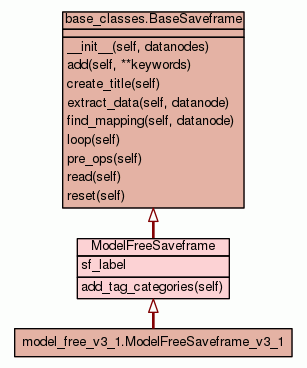 base_classes.BaseSaveframe
__init__(self, datanodes)
add(self, **keywords)
create_title(self)
extract_data(self, datanode)
find_mapping(self, datanode)
loop(self)
pre_ops(self)
read(self)
reset(self)
ModelFreeSaveframe
sf_label
add_tag_categories(self)
model_free_v3_1.ModelFreeSaveframe_v3_1